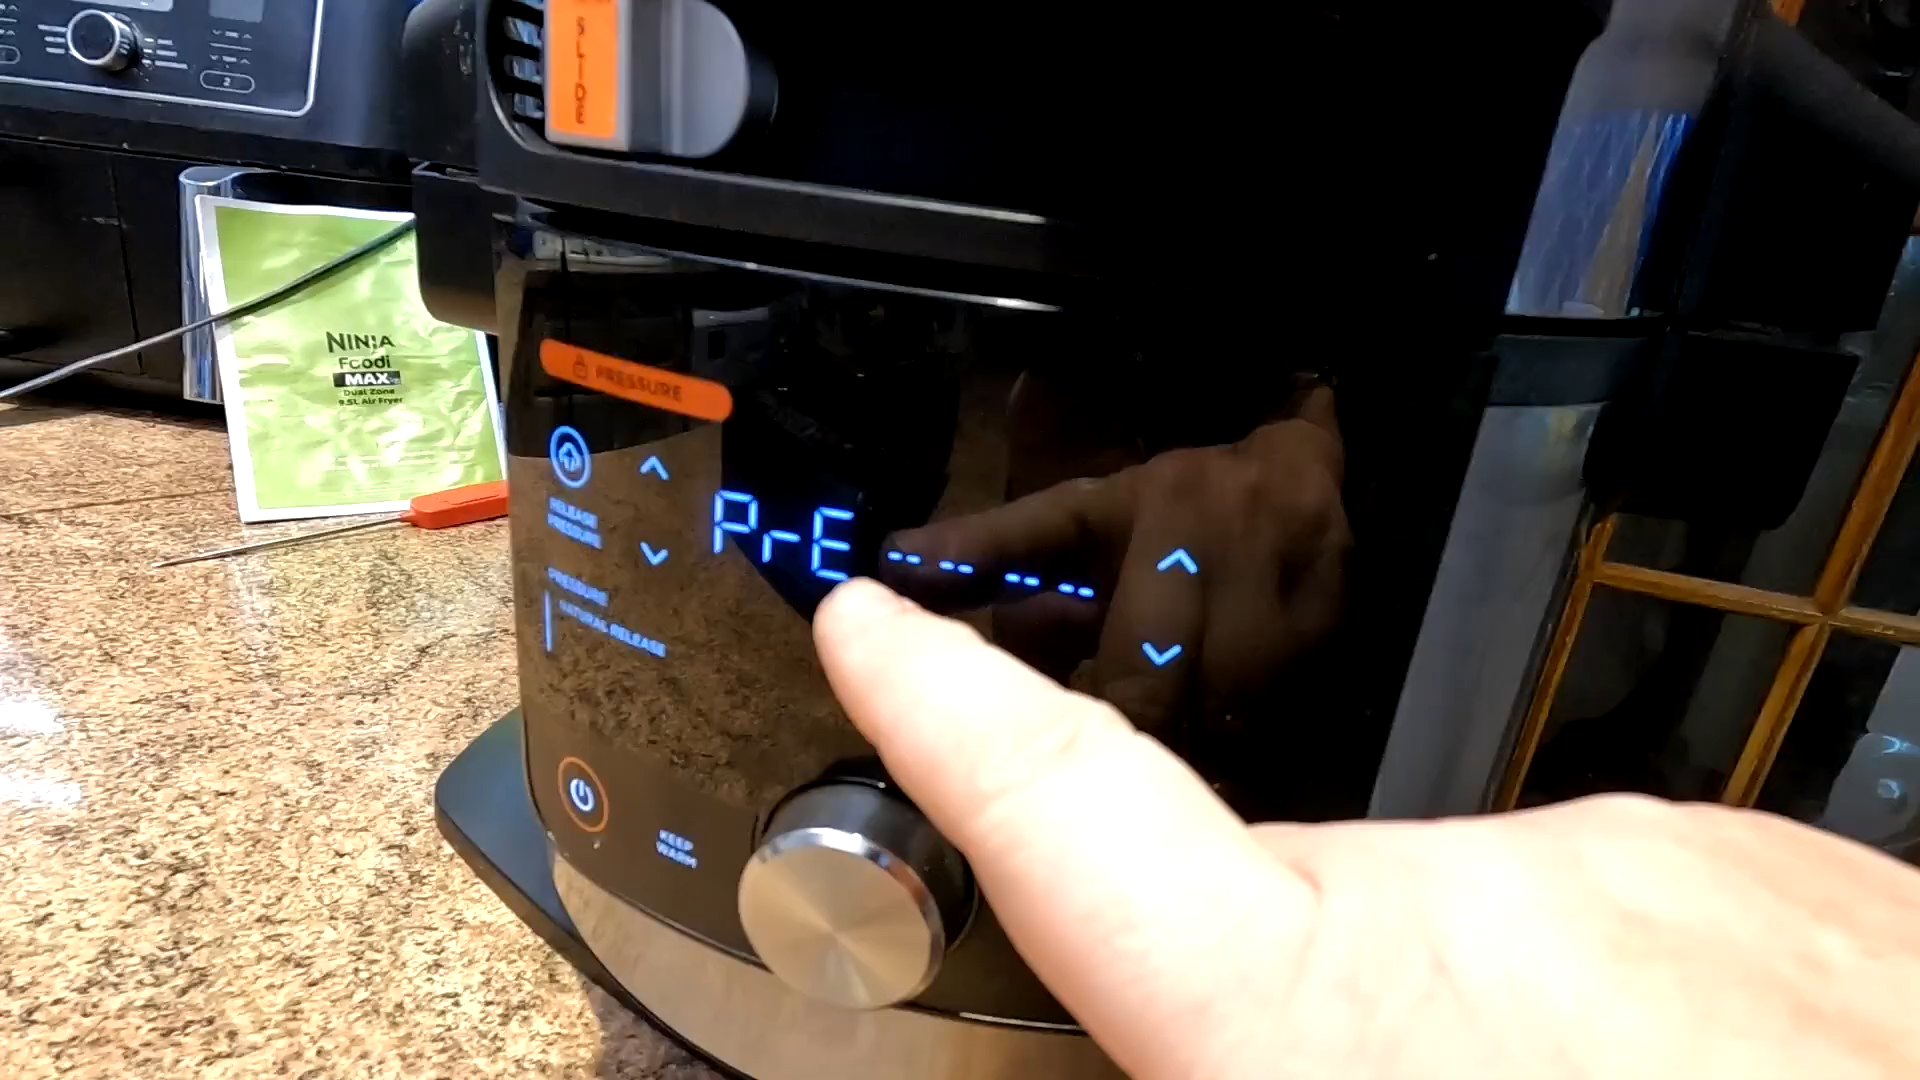 SLIDE
2
NINJA
Foodi
MAX
Dual Zone
9.5L Air Fryer
PRESSURE
RELEASE
PRESSURE
PrE -- -- -- --
PRESSURE
NATURAL RELEASE
KEEP
WARM